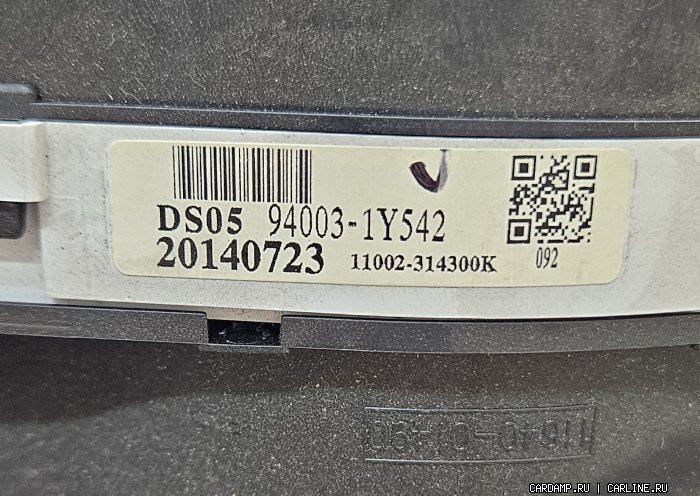 DS05 94003-1Y542
20140723 11002-314300K
092
CARDAMP.RU | CARLINE.RU